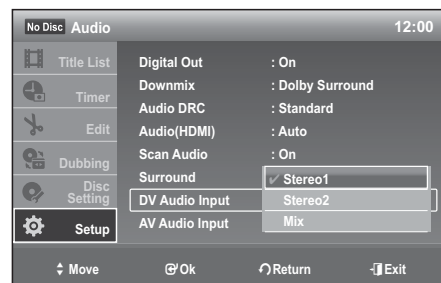 No Disc Audio 12:00
Title List
Timer
Edit
Dubbing
Disc Setting
Setup
Digital Out : On
Downmix : Dolby Surround
Audio DRC : Standard
Audio(HDMI) : Auto
Scan Audio : On
Surround
DV Audio Input
AV Audio Input
✔ Stereo1
Stereo2
Mix
Move Ok Return Exit